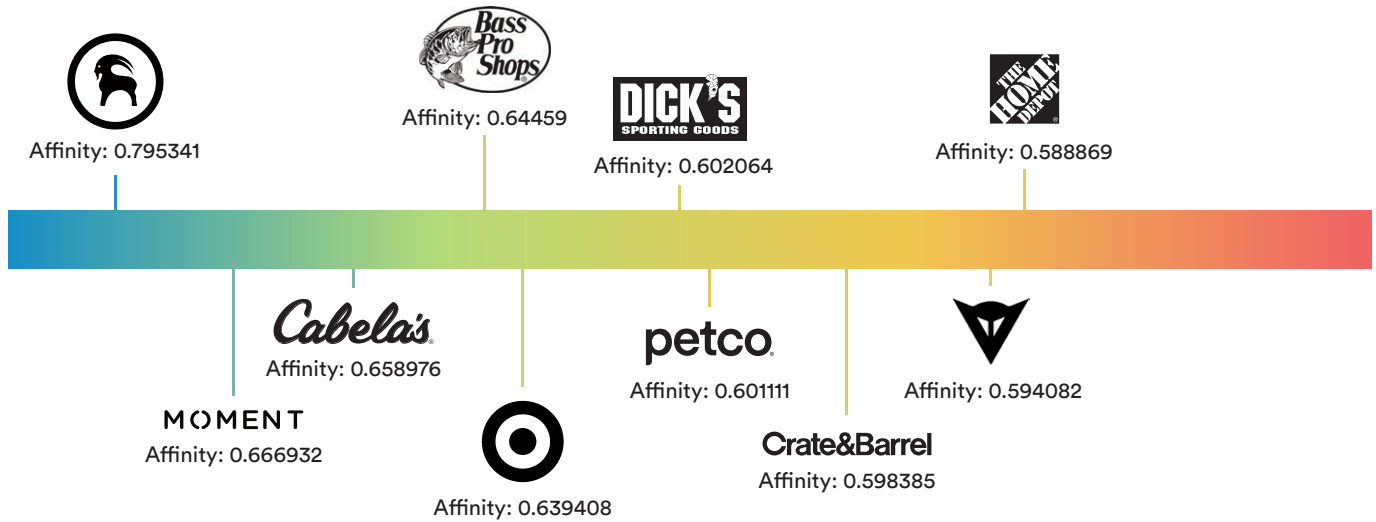 Affinity: 0.795341
Bass
Pro
Shops
Affinity: 0.64459
DICK'S
SPORTING GOODS
Affinity: 0.602064
THE
HOME
DEPOT
Affinity: 0.588869
MOMENT
Affinity: 0.666932
Cabela's
Affinity: 0.658976
Affinity: 0.639408
petco
Affinity: 0.601111
Crate&Barrel
Affinity: 0.598385
Affinity: 0.594082